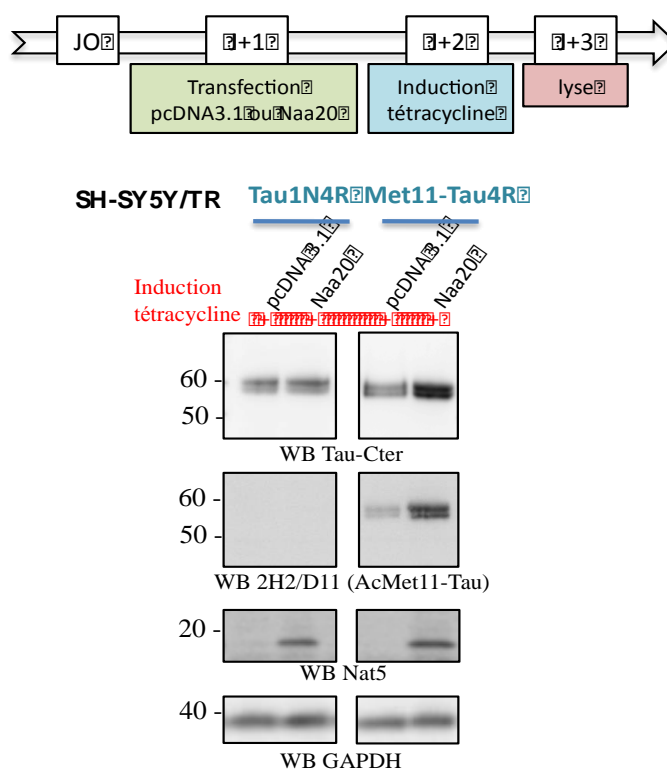 JO
+1
+2
+3
Transfection
pcDNA3.1 ou Naa20
Induction
tétracycline
lyse
SH-SY5Y/TR
Tau1N4R Met11-Tau4R
pcDNA3.1
Naa20
pcDNA3.1
Naa20
Induction
tétracycline
+ + + +
60 -
50 -
WB Tau-Cter
60 -
50 -
WB 2H2/D11 (AcMet11-Tau)
20 -
WB Nat5
40 -
WB GAPDH